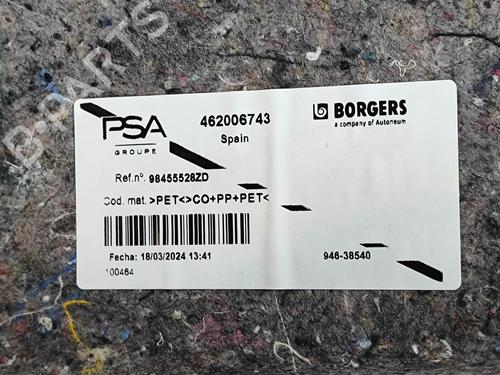 PSA
GROUPE
462006743
Spain
BORGERS
a company of Autoneum
Ref.nº. 98455528ZD
Cod. mat. >PET<>CO+PP+PET<
Fecha: 18/03/2024 13:41
946-38540
100464
B-PARTS